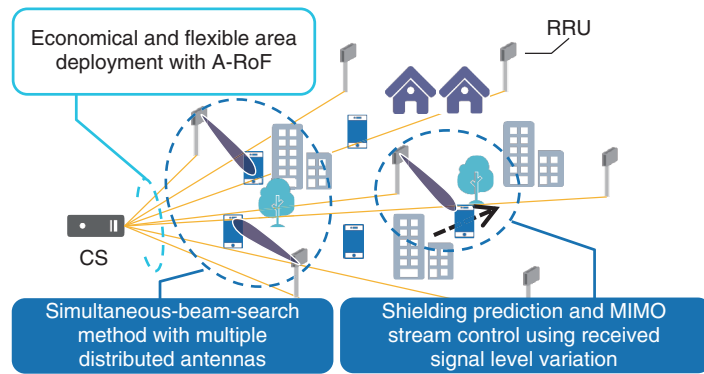 Economical and flexible area
deployment with A-RoF
RRU
CS
Simultaneous-beam-search
method with multiple
distributed antennas
Shielding prediction and MIMO
stream control using received
signal level variation